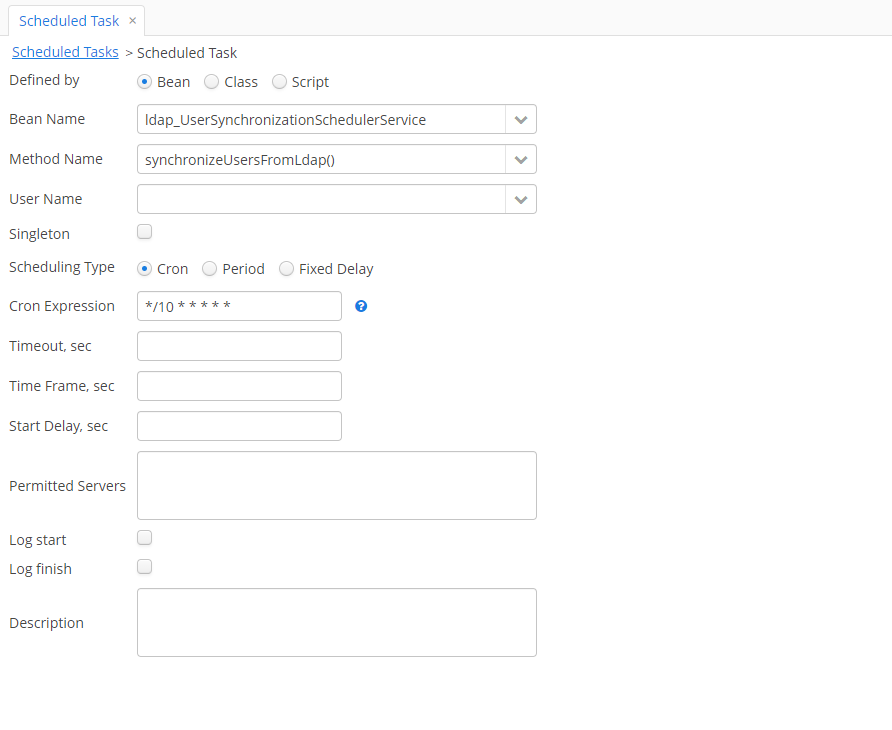 Scheduled Task ×
Scheduled Tasks > Scheduled Task
Defined by Bean Class Script
Bean Name ldap_UserSynchronizationSchedulerService
Method Name synchronizeUsersFromLdap()
User Name
Singleton
Scheduling Type Cron Period Fixed Delay
Cron Expression */10 * * * * * ?
Timeout, sec
Time Frame, sec
Start Delay, sec
Permitted Servers
Log start
Log finish
Description